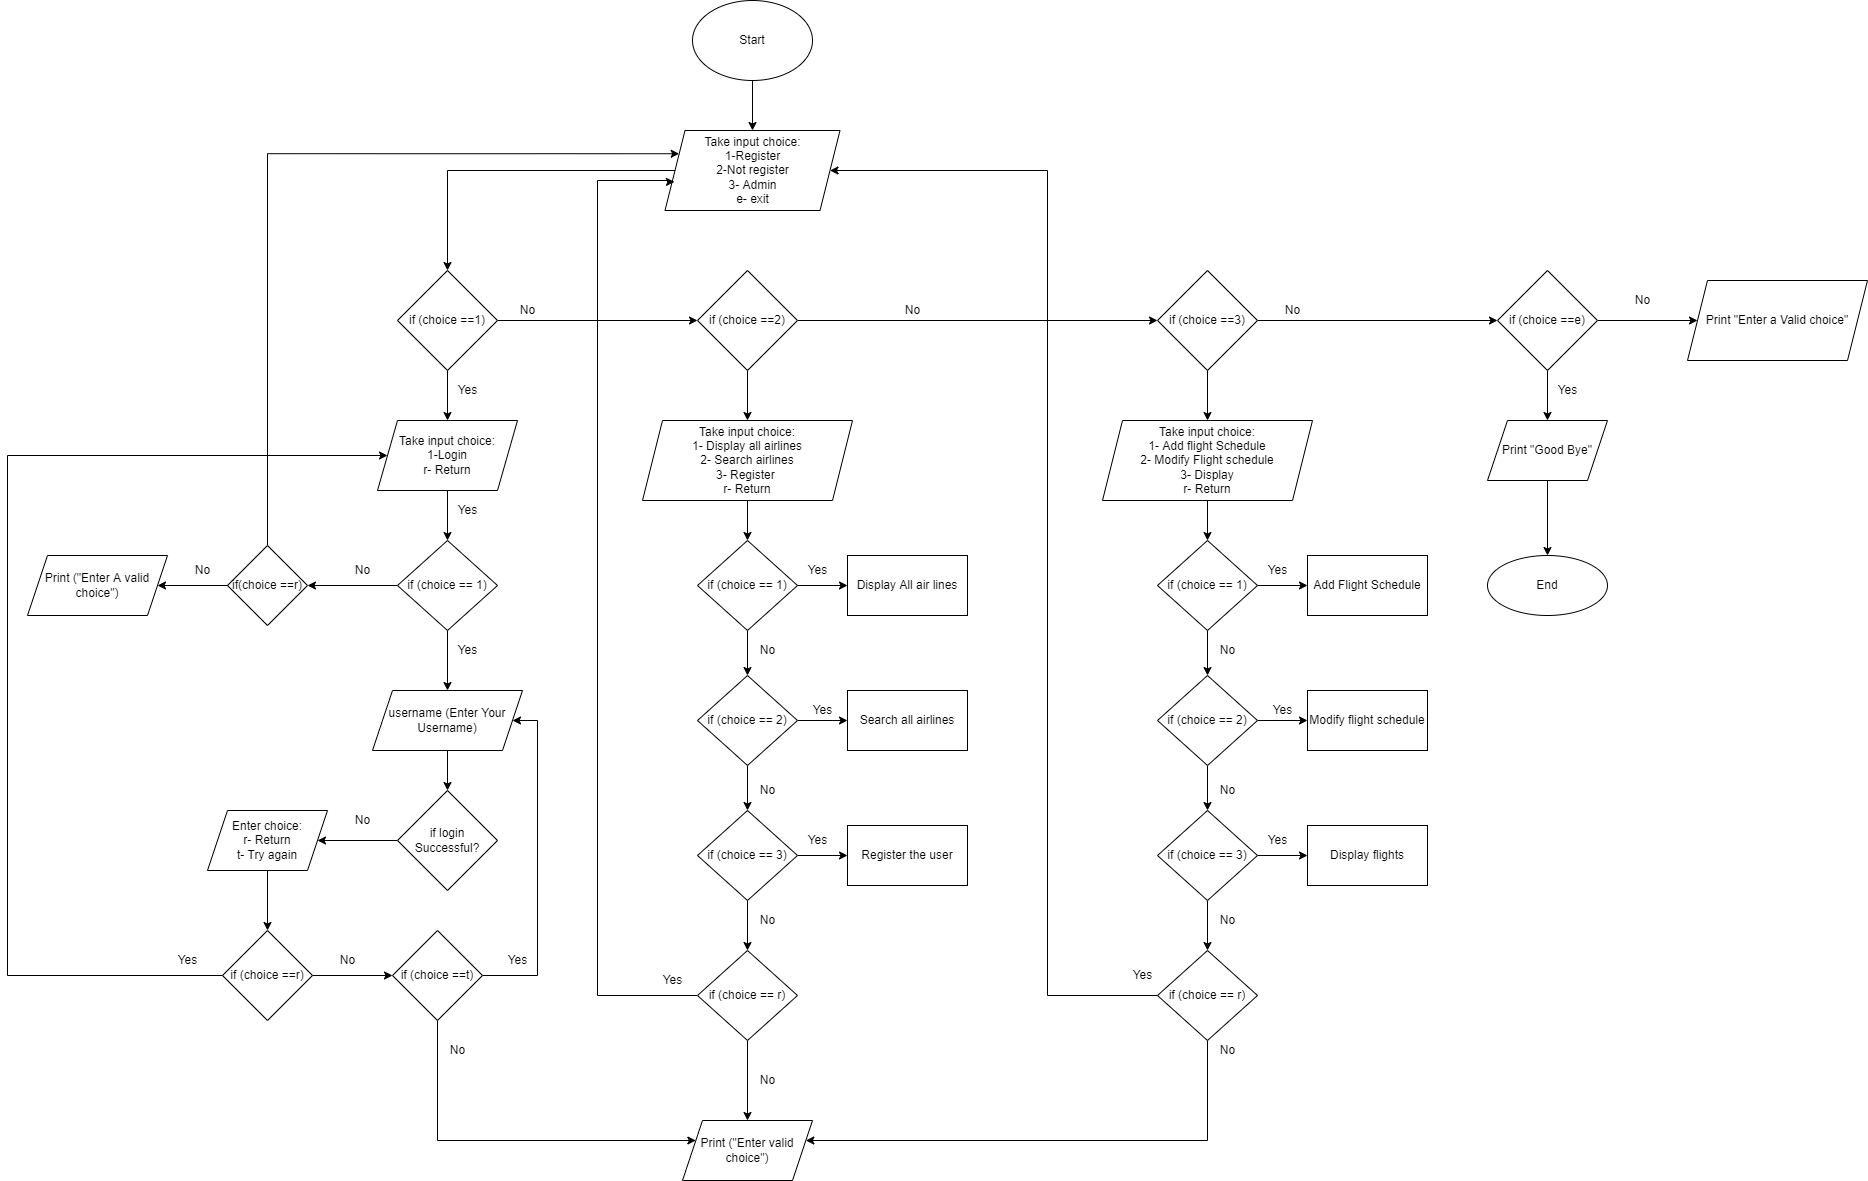 Start
Take input choice:
1-Register
2-Not register
3- Admin
e- exit
if (choice ==1)
No
if (choice ==2)
No
if (choice ==3)
No
if (choice ==e)
No
Print "Enter a Valid choice"
Yes
Yes
Take input choice:
1-Login
r- Return
Take input choice:
1- Display all airlines
2- Search airlines
3- Register
r- Return
Take input choice:
1- Add flight Schedule
2- Modify Flight schedule
3- Display
r- Return
Print "Good Bye"
Yes
Print ("Enter A valid
choice")
No
if(choice ==r)
No
if (choice == 1)
if (choice == 1)
Yes
Display All air lines
if (choice == 1)
Yes
Add Flight Schedule
End
Yes
No
No
username (Enter Your
Username)
if (choice == 2)
Yes
Search all airlines
if (choice == 2)
Yes
Modify flight schedule
No
No
Enter choice:
r- Return
t- Try again
No
if login
Successful?
if (choice == 3)
Yes
Register the user
if (choice == 3)
Yes
Display flights
No
No
Yes
if (choice ==r)
No
if (choice ==t)
Yes
Yes
if (choice == r)
Yes
if (choice == r)
No
No
No
Print ("Enter valid
choice")